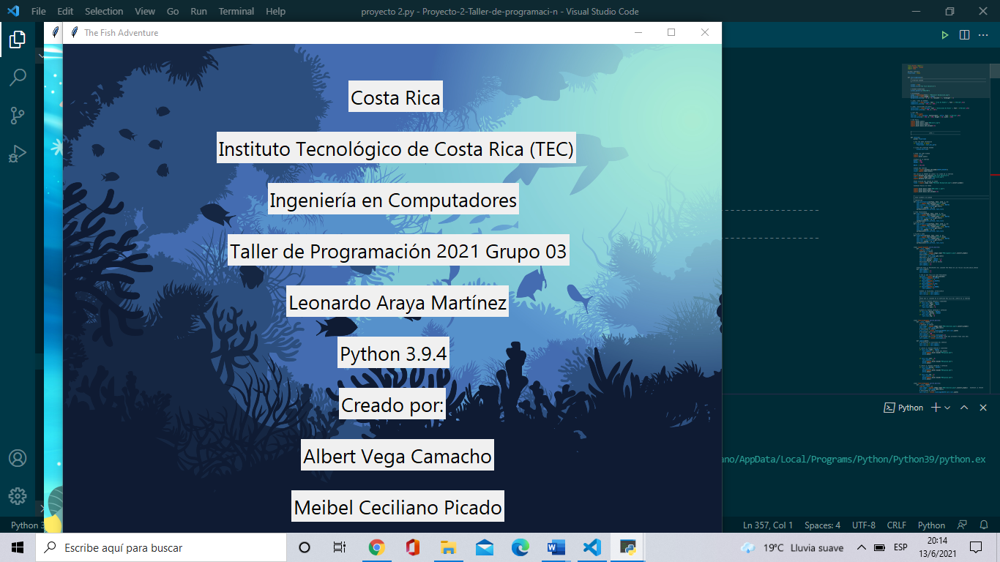 File Edit Selection View Go Run Terminal Help
proyecto 2.py - Proyecto-2-Taller-de-programaci-n - Visual Studio Code
The Fish Adventure
Costa Rica
Instituto Tecnológico de Costa Rica (TEC)
Ingeniería en Computadores
Taller de Programación 2021 Grupo 03
Leonardo Araya Martínez
Python 3.9.4
Creado por:
Albert Vega Camacho
Meibel Ceciliano Picado
Python
ano/AppData/Local/Programs/Python/Python39/python.ex
Python 3
Ln 357, Col 1 Spaces: 4 UTF-8 CRLF Python
Escribe aquí para buscar
19°C Lluvia suave
ESP
20:14
13/6/2021